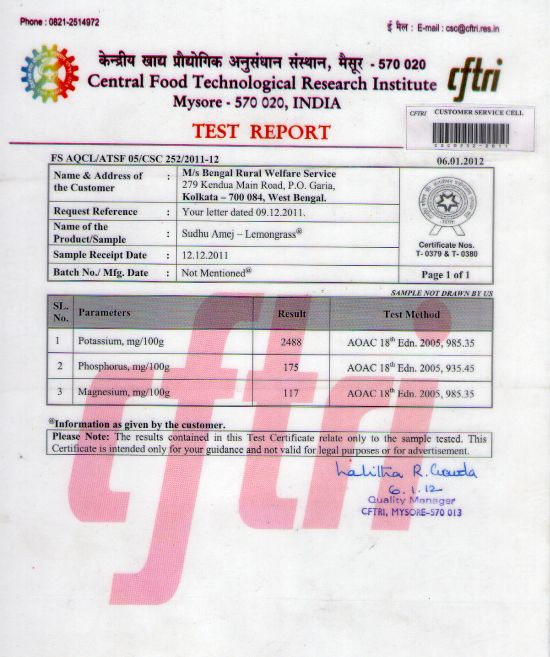 Phone : 0821-2514972
ई मैल : E-mail : csc@cftri.res.in
केन्द्रीय खाद्य प्रौद्योगिक अनुसंधान संस्थान, मैसूर - 570 020
Central Food Technological Research Institute
Mysore - 570 020, INDIA
cftri
TEST REPORT
CFTRI CUSTOMER SERVICE CELL
CSC0252-2011
FS AQCL/ATSF 05/CSC 252/2011-12
06.01.2012
Name & Address of the Customer : M/s Bengal Rural Welfare Service
279 Kendua Main Road, P.O. Garia,
Kolkata – 700 084, West Bengal.
Request Reference : Your letter dated 09.12.2011.
Name of the Product/Sample : Sudhu Amej – Lemongrass@
Sample Receipt Date : 12.12.2011
Batch No./ Mfg. Date : Not Mentioned@
Certificate Nos.
T- 0379 & T- 0380
Page 1 of 1
SAMPLE NOT DRAWN BY US
SL. No. Parameters Result Test Method
1 Potassium, mg/100g 2488 AOAC 18th Edn. 2005, 985.35
2 Phosphorus, mg/100g 175 AOAC 18th Edn. 2005, 935.45
3 Magnesium, mg/100g 117 AOAC 18th Edn. 2005, 985.35
cftri
@Information as given by the customer.
Please Note: The results contained in this Test Certificate relate only to the sample tested. This
Certificate is intended only for your guidance and not valid for legal purposes or for advertisement.
Lalitha R. Gowda
6.1.12
Quality Manager
CFTRI, MYSORE-570 013